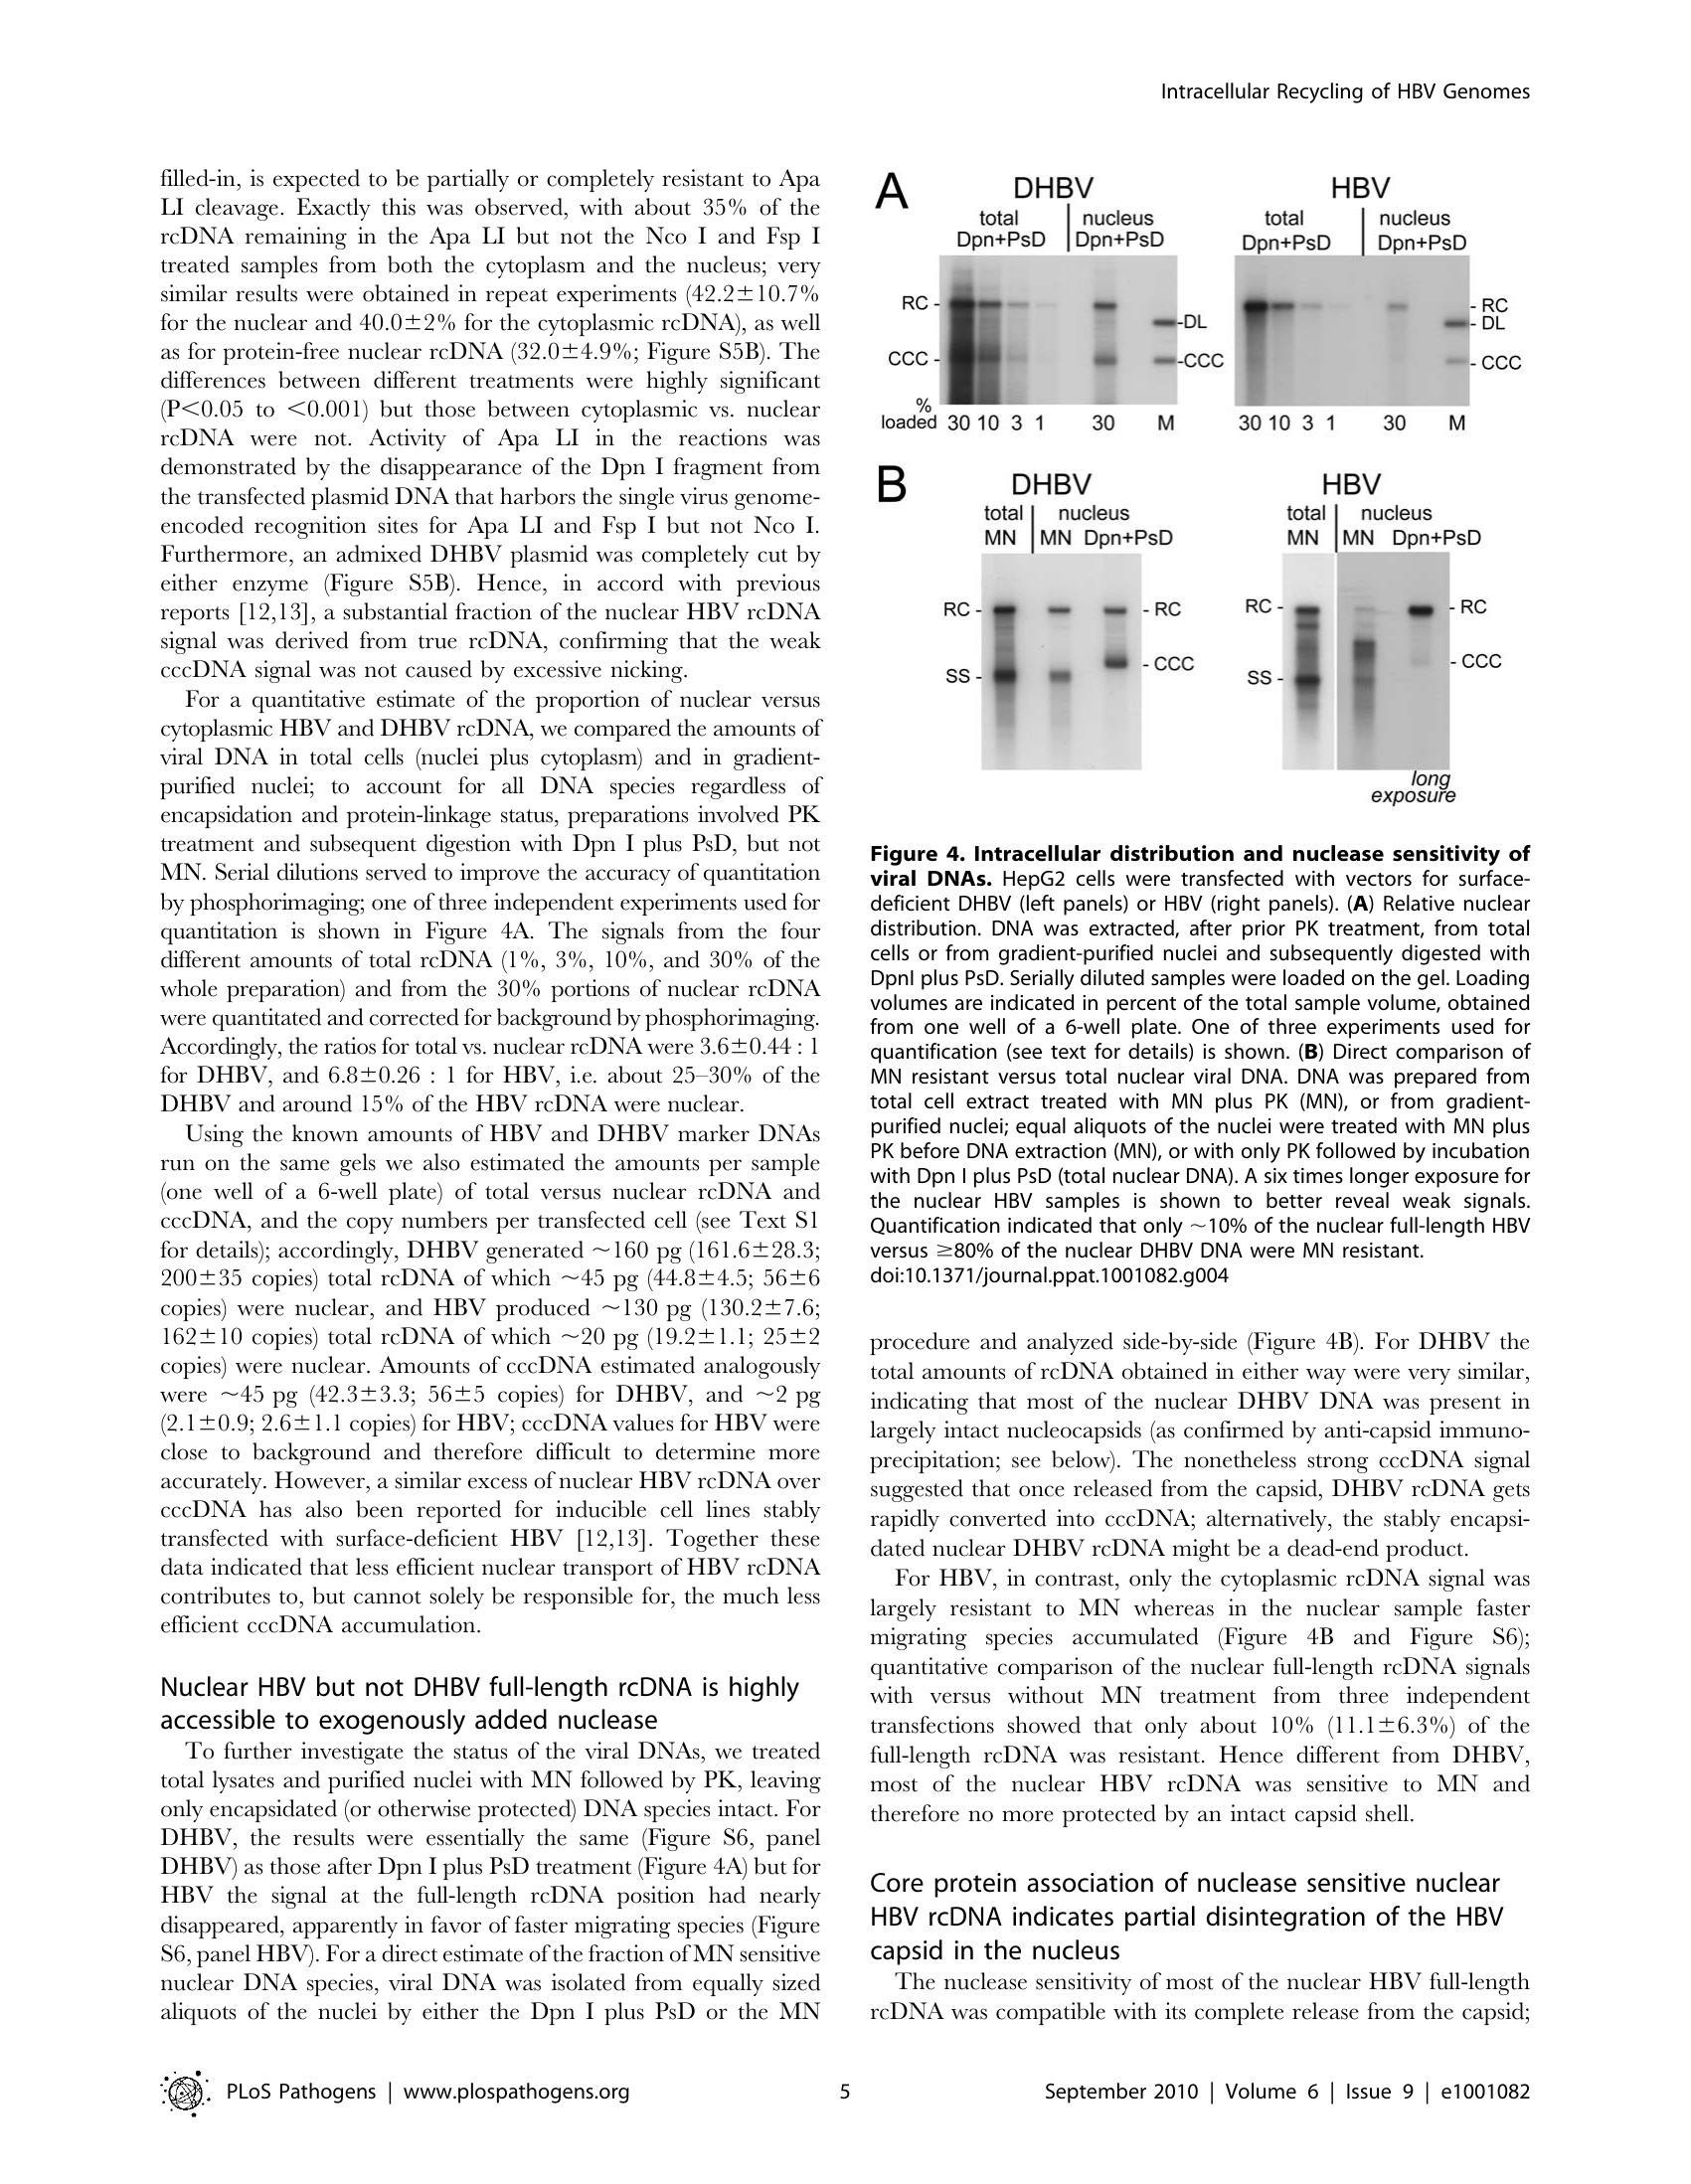 Intracellular Recycling of HBV Genomes
filled-in, is expected to be partially or completely resistant to Apa
LI cleavage. Exactly this was observed, with about 35% of the
rcDNA remaining in the Apa LI but not the Nco I and Fsp I
treated samples from both the cytoplasm and the nucleus; very
similar results were obtained in repeat experiments (42.2±10.7%
for the nuclear and 40.0±2% for the cytoplasmic rcDNA), as well
as for protein-free nuclear rcDNA (32.0±4.9%; Figure S5B). The
differences between different treatments were highly significant
(P<0.05 to <0.001) but those between cytoplasmic vs. nuclear
rcDNA were not. Activity of Apa LI in the reactions was
demonstrated by the disappearance of the Dpn I fragment from
the transfected plasmid DNA that harbors the single virus genome-
encoded recognition sites for Apa LI and Fsp I but not Nco I.
Furthermore, an admixed DHBV plasmid was completely cut by
either enzyme (Figure S5B). Hence, in accord with previous
reports [12,13], a substantial fraction of the nuclear HBV rcDNA
signal was derived from true rcDNA, confirming that the weak
cccDNA signal was not caused by excessive nicking.
For a quantitative estimate of the proportion of nuclear versus
cytoplasmic HBV and DHBV rcDNA, we compared the amounts of
viral DNA in total cells (nuclei plus cytoplasm) and in gradient-
purified nuclei; to account for all DNA species regardless of
encapsidation and protein-linkage status, preparations involved PK
treatment and subsequent digestion with Dpn I plus PsD, but not
MN. Serial dilutions served to improve the accuracy of quantitation
by phosphorimaging; one of three independent experiments used for
quantitation is shown in Figure 4A. The signals from the four
different amounts of total rcDNA (1%, 3%, 10%, and 30% of the
whole preparation) and from the 30% portions of nuclear rcDNA
were quantitated and corrected for background by phosphorimaging.
Accordingly, the ratios for total vs. nuclear rcDNA were 3.6±0.44 : 1
for DHBV, and 6.8±0.26 : 1 for HBV, i.e. about 25–30% of the
DHBV and around 15% of the HBV rcDNA were nuclear.
Using the known amounts of HBV and DHBV marker DNAs
run on the same gels we also estimated the amounts per sample
(one well of a 6-well plate) of total versus nuclear rcDNA and
cccDNA, and the copy numbers per transfected cell (see Text S1
for details); accordingly, DHBV generated ~160 pg (161.6±28.3;
200±35 copies) total rcDNA of which ~45 pg (44.8±4.5; 56±6
copies) were nuclear, and HBV produced ~130 pg (130.2±7.6;
162±10 copies) total rcDNA of which ~20 pg (19.2±1.1; 25±2
copies) were nuclear. Amounts of cccDNA estimated analogously
were ~45 pg (42.3±3.3; 56±5 copies) for DHBV, and ~2 pg
(2.1±0.9; 2.6±1.1 copies) for HBV; cccDNA values for HBV were
close to background and therefore difficult to determine more
accurately. However, a similar excess of nuclear HBV rcDNA over
cccDNA has also been reported for inducible cell lines stably
transfected with surface-deficient HBV [12,13]. Together these
data indicated that less efficient nuclear transport of HBV rcDNA
contributes to, but cannot solely be responsible for, the much less
efficient cccDNA accumulation.
Nuclear HBV but not DHBV full-length rcDNA is highly
accessible to exogenously added nuclease
To further investigate the status of the viral DNAs, we treated
total lysates and purified nuclei with MN followed by PK, leaving
only encapsidated (or otherwise protected) DNA species intact. For
DHBV, the results were essentially the same (Figure S6, panel
DHBV) as those after Dpn I plus PsD treatment (Figure 4A) but for
HBV the signal at the full-length rcDNA position had nearly
disappeared, apparently in favor of faster migrating species (Figure
S6, panel HBV). For a direct estimate of the fraction of MN sensitive
nuclear DNA species, viral DNA was isolated from equally sized
aliquots of the nuclei by either the Dpn I plus PsD or the MN
A
DHBV HBV
total nucleus total nucleus
Dpn+PsD Dpn+PsD Dpn+PsD Dpn+PsD
RC - - RC
-DL - DL
CCC - -CCC - CCC
%
loaded 30 10 3 1 30 M 30 10 3 1 30 M
B
DHBV HBV
total nucleus total nucleus
MN MN Dpn+PsD MN MN Dpn+PsD
RC - - RC RC - - RC
- CCC - CCC
SS - SS -
long
exposure
Figure 4. Intracellular distribution and nuclease sensitivity of
viral DNAs. HepG2 cells were transfected with vectors for surface-
deficient DHBV (left panels) or HBV (right panels). (A) Relative nuclear
distribution. DNA was extracted, after prior PK treatment, from total
cells or from gradient-purified nuclei and subsequently digested with
DpnI plus PsD. Serially diluted samples were loaded on the gel. Loading
volumes are indicated in percent of the total sample volume, obtained
from one well of a 6-well plate. One of three experiments used for
quantification (see text for details) is shown. (B) Direct comparison of
MN resistant versus total nuclear viral DNA. DNA was prepared from
total cell extract treated with MN plus PK (MN), or from gradient-
purified nuclei; equal aliquots of the nuclei were treated with MN plus
PK before DNA extraction (MN), or with only PK followed by incubation
with Dpn I plus PsD (total nuclear DNA). A six times longer exposure for
the nuclear HBV samples is shown to better reveal weak signals.
Quantification indicated that only ~10% of the nuclear full-length HBV
versus ≥80% of the nuclear DHBV DNA were MN resistant.
doi:10.1371/journal.ppat.1001082.g004
procedure and analyzed side-by-side (Figure 4B). For DHBV the
total amounts of rcDNA obtained in either way were very similar,
indicating that most of the nuclear DHBV DNA was present in
largely intact nucleocapsids (as confirmed by anti-capsid immuno-
precipitation; see below). The nonetheless strong cccDNA signal
suggested that once released from the capsid, DHBV rcDNA gets
rapidly converted into cccDNA; alternatively, the stably encapsi-
dated nuclear DHBV rcDNA might be a dead-end product.
For HBV, in contrast, only the cytoplasmic rcDNA signal was
largely resistant to MN whereas in the nuclear sample faster
migrating species accumulated (Figure 4B and Figure S6);
quantitative comparison of the nuclear full-length rcDNA signals
with versus without MN treatment from three independent
transfections showed that only about 10% (11.1±6.3%) of the
full-length rcDNA was resistant. Hence different from DHBV,
most of the nuclear HBV rcDNA was sensitive to MN and
therefore no more protected by an intact capsid shell.
Core protein association of nuclease sensitive nuclear
HBV rcDNA indicates partial disintegration of the HBV
capsid in the nucleus
The nuclease sensitivity of most of the nuclear HBV full-length
rcDNA was compatible with its complete release from the capsid;
PLoS Pathogens | www.plospathogens.org 5 September 2010 | Volume 6 | Issue 9 | e1001082